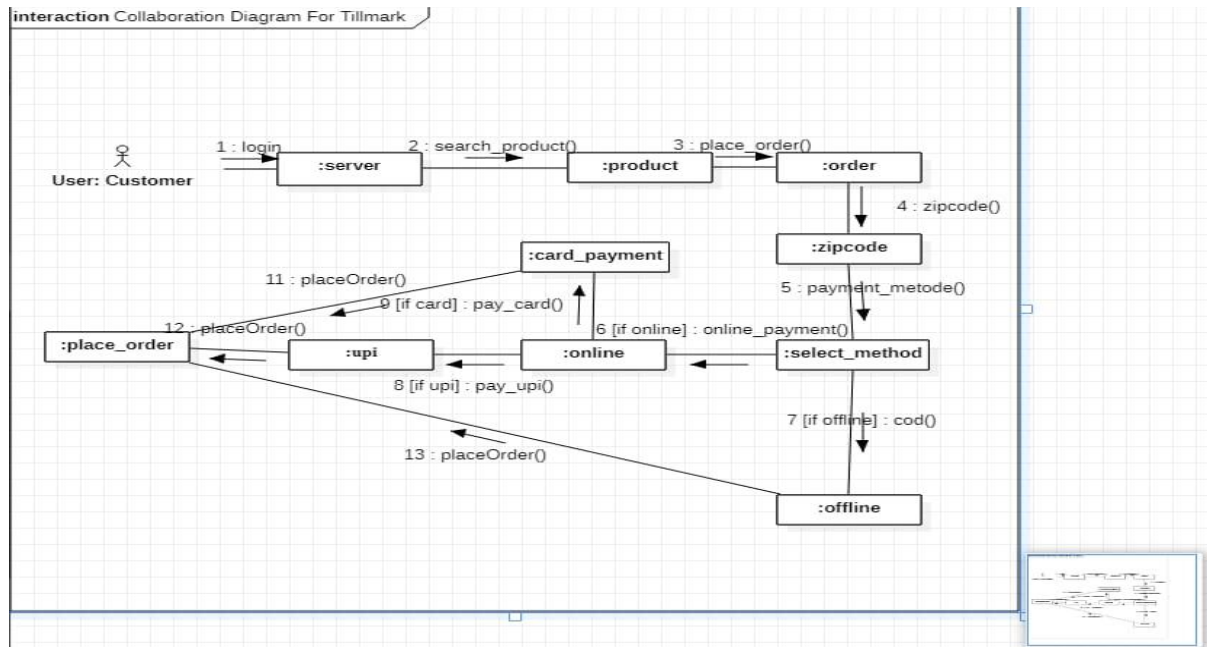 interaction Collaboration Diagram For Tillmark
1 : login
2 : search_product()
3 : place_order()
:server
:product
:order
User: Customer
4 : zipcode()
:zipcode
:card_payment
11 : placeOrder()
5 : payment_metode()
9 [if card] : pay_card()
12 : placeOrder()
6 [if online] : online_payment()
:place_order
:upi
:online
:select_method
8 [if upi] : pay_upi()
7 [if offline] : cod()
13 : placeOrder()
:offline